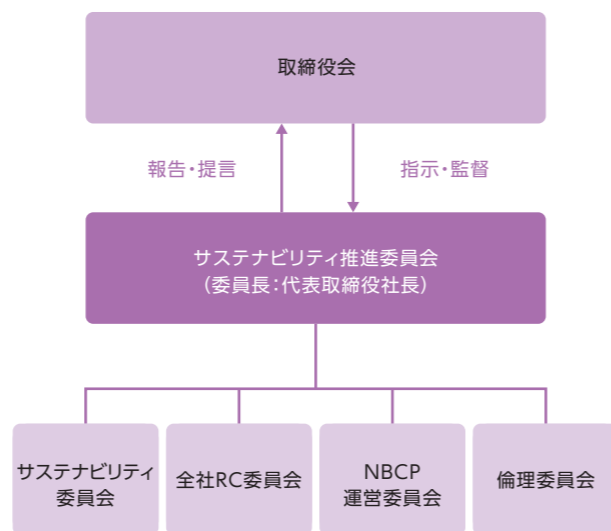 取締役会
報告・提言
指示・監督
サステナビリティ推進委員会
（委員長：代表取締役社長）
サステナビリティ
委員会
全社RC委員会
NBCP
運営委員会
倫理委員会